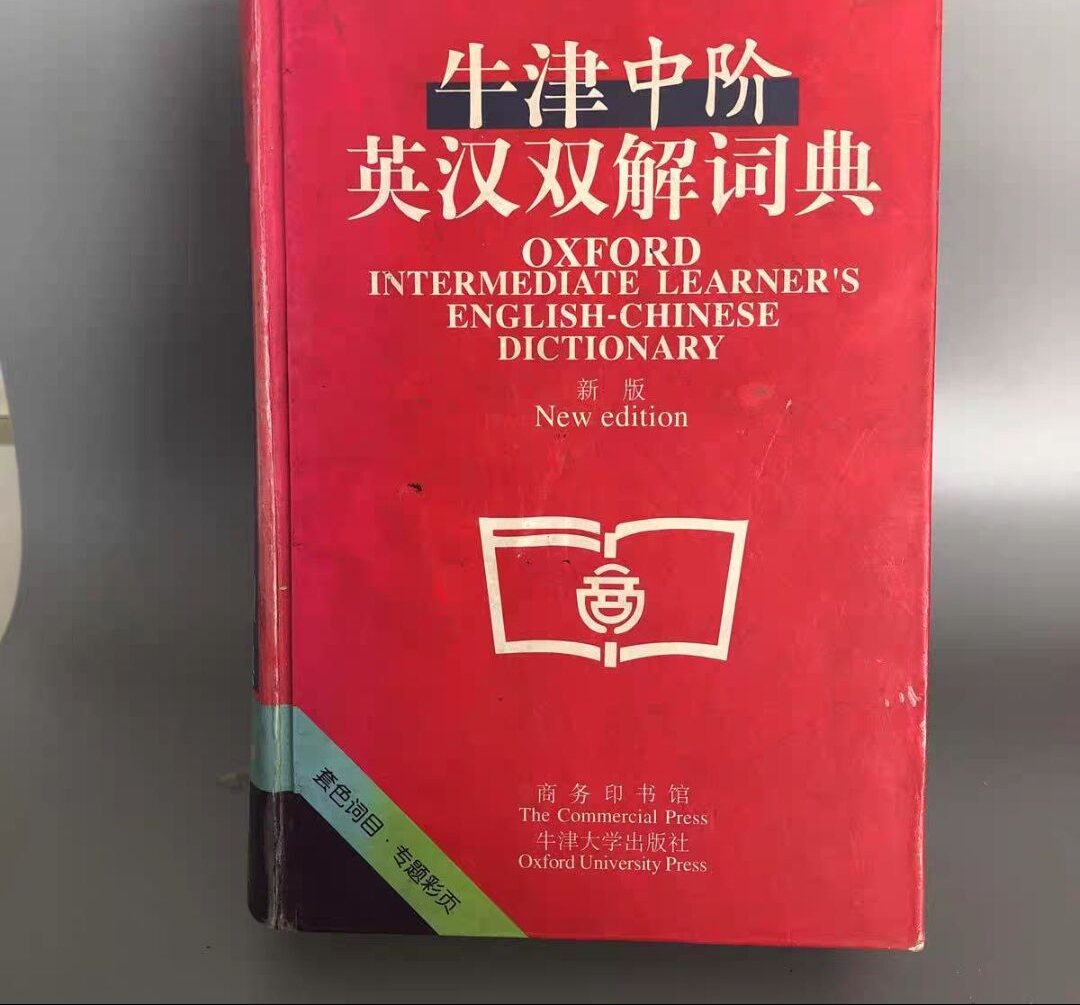 牛津中阶
英汉双解词典
OXFORD
INTERMEDIATE LEARNER'S
ENGLISH-CHINESE
DICTIONARY
新版
New edition
商务印书馆
The Commercial Press
牛津大学出版社
Oxford University Press
套色词目·专题彩页